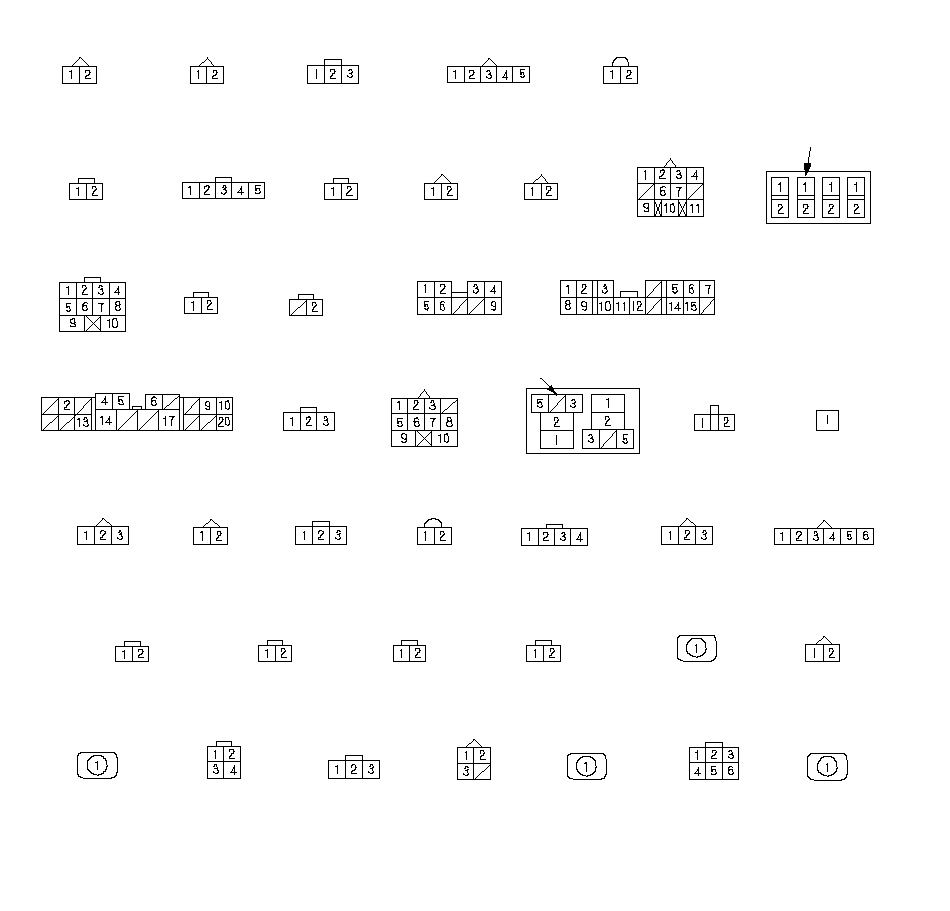 1 2 1 2 1 2 3 1 2 3 4 5 1 2
1 2 1 2 3 4 5 1 2 1 2 1 2 1 2 3 4 1 1 1 1
6 7 2 2 2 2
9 10 11
1 2 3 4 1 2 3 4 1 2 3 5 6 7
5 6 7 8 1 2 2 5 6 9 8 9 10 11 12 14 15
9 10
2 4 5 6 9 10 1 2 3 5 3 1
13 14 17 20 1 2 3 5 6 7 8 2 2 1 2 1
9 10 1 3 5
1 2 3 1 2 1 2 3 1 2 1 2 3 4 1 2 3 1 2 3 4 5 6
1 2 1 2 1 2 1 2 1 1 2
1 1 2 1 2 3 1 2 1 1 2 3 1
3 4 3 4 5 6